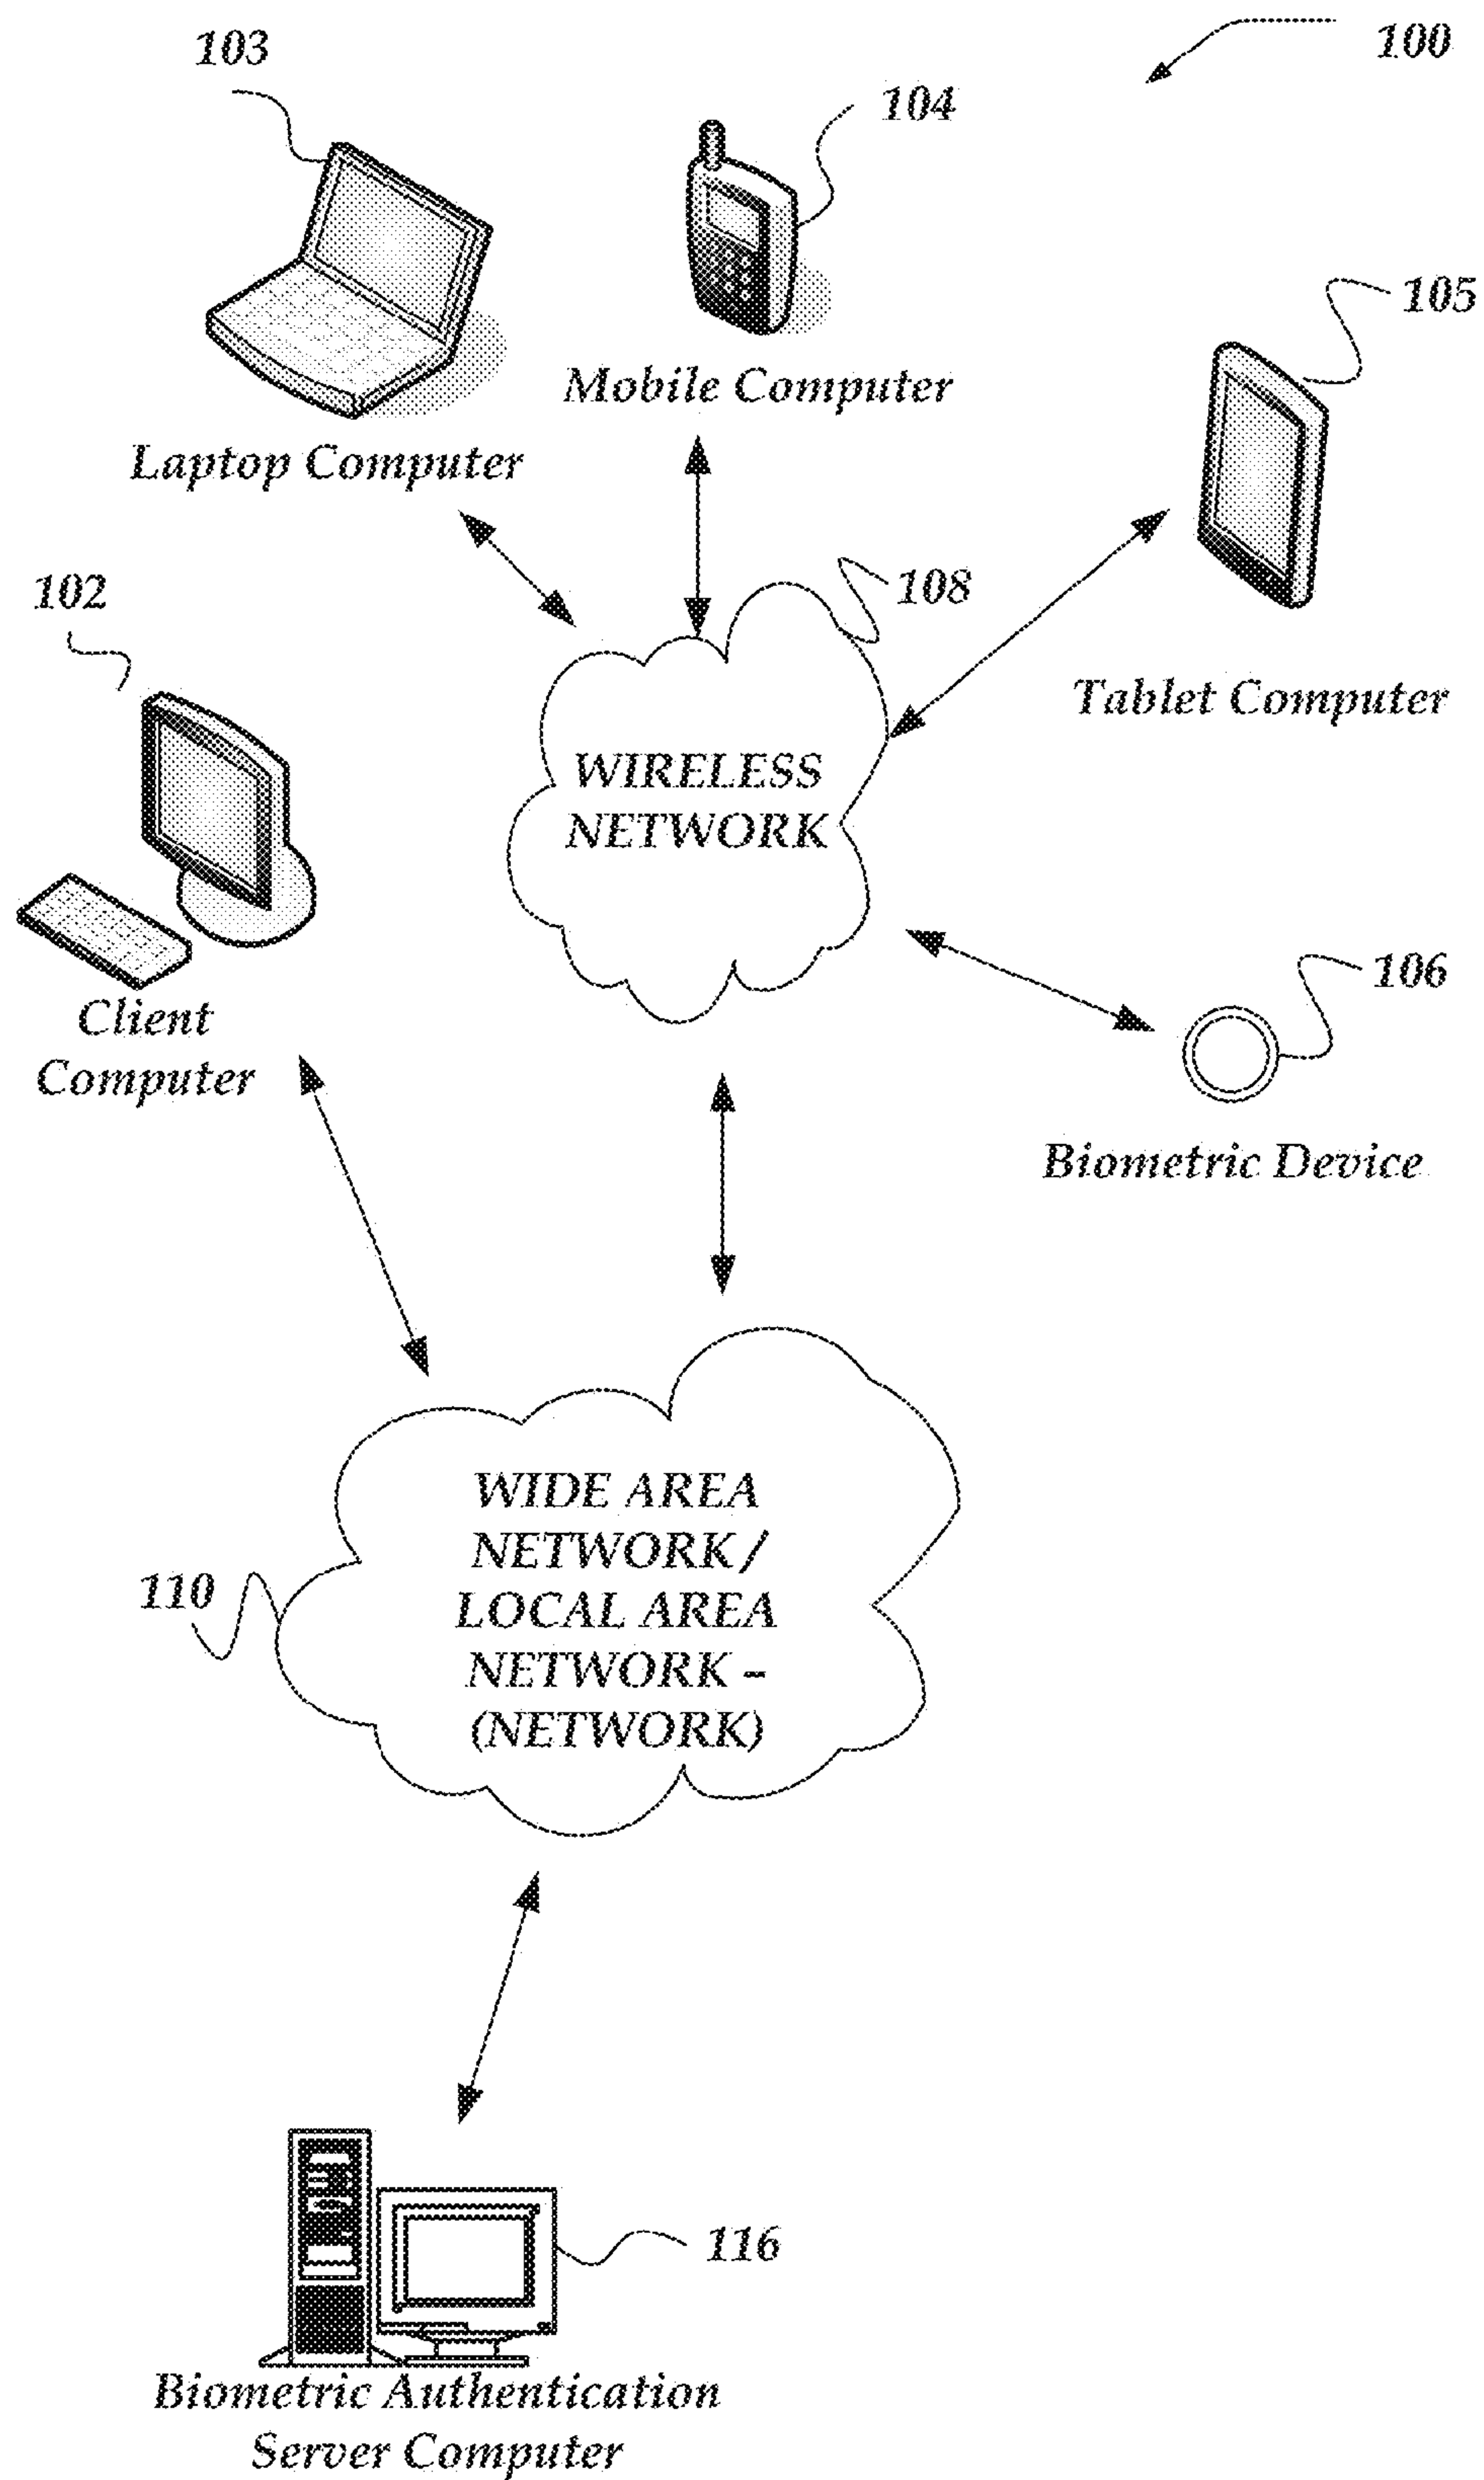 100
103
104
105
Mobile Computer
Laptop Computer
102
108
Tablet Computer
WIRELESS
NETWORK
106
Client
Computer
Biometric Device
WIDE AREA
NETWORK /
LOCAL AREA
NETWORK –
(NETWORK)
110
116
Biometric Authentication
Server Computer